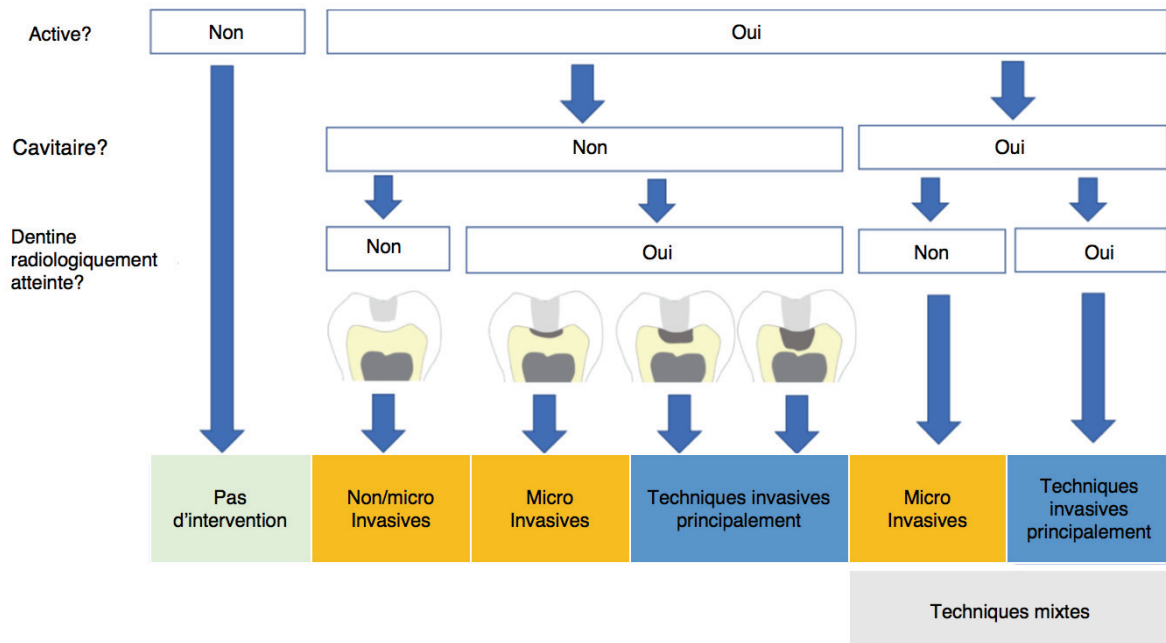 Active?
Non
Oui
Cavitaire?
Non
Oui
Dentine
radiologiquement
atteinte?
Non
Oui
Non
Oui
Pas
d’intervention
Non/micro
Invasives
Micro
Invasives
Techniques invasives
principalement
Micro
Invasives
Techniques
invasives
principalement
Techniques mixtes